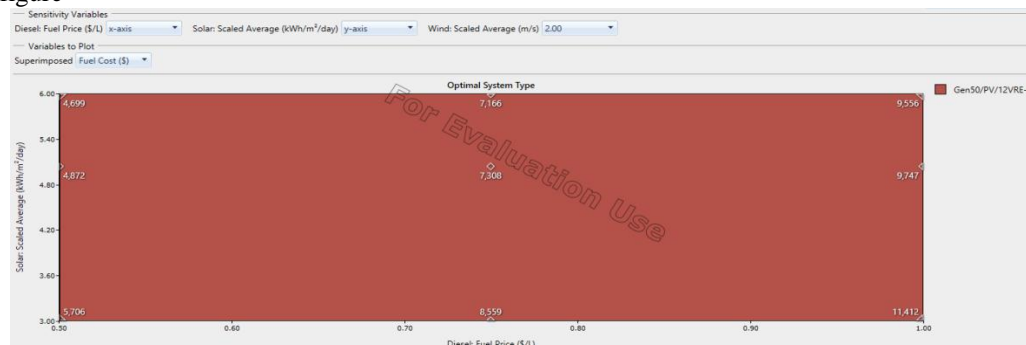 figure
Sensitivity Variables
Diesel: Fuel Price ($/L) x-axis Solar: Scaled Average (kWh/m²/day) y-axis Wind: Scaled Average (m/s) 2.00
Variables to Plot
Superimposed Fuel Cost ($)
Optimal System Type
Gen50/PV/12VRE-
6.00
4,699 7,166 9,556
5.40
4,872 7,308 9,747
4.80
4.20
3.60
5,706 8,559 11,412
3.00
0.50 0.60 0.70 0.80 0.90 1.00
Solar: Scaled Average (kWh/m²/day)
Diesel: Fuel Price ($/L)
For Evaluation Use